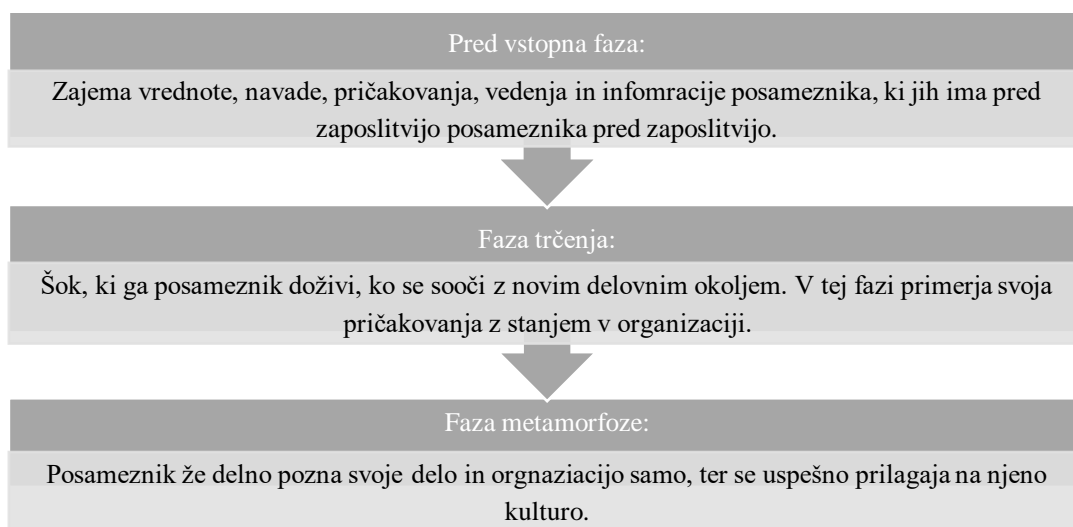 Pred vstopna faza:
Zajema vrednote, navade, pričakovanja, vedenja in infomracije posameznika, ki jih ima pred
zaposlitvijo posameznika pred zaposlitvijo.
Faza trčenja:
Šok, ki ga posameznik doživi, ko se sooči z novim delovnim okoljem. V tej fazi primerja svoja
pričakovanja z stanjem v organizaciji.
Faza metamorfoze:
Posameznik že delno pozna svoje delo in orgnaziacijo samo, ter se uspešno prilagaja na njeno
kulturo.